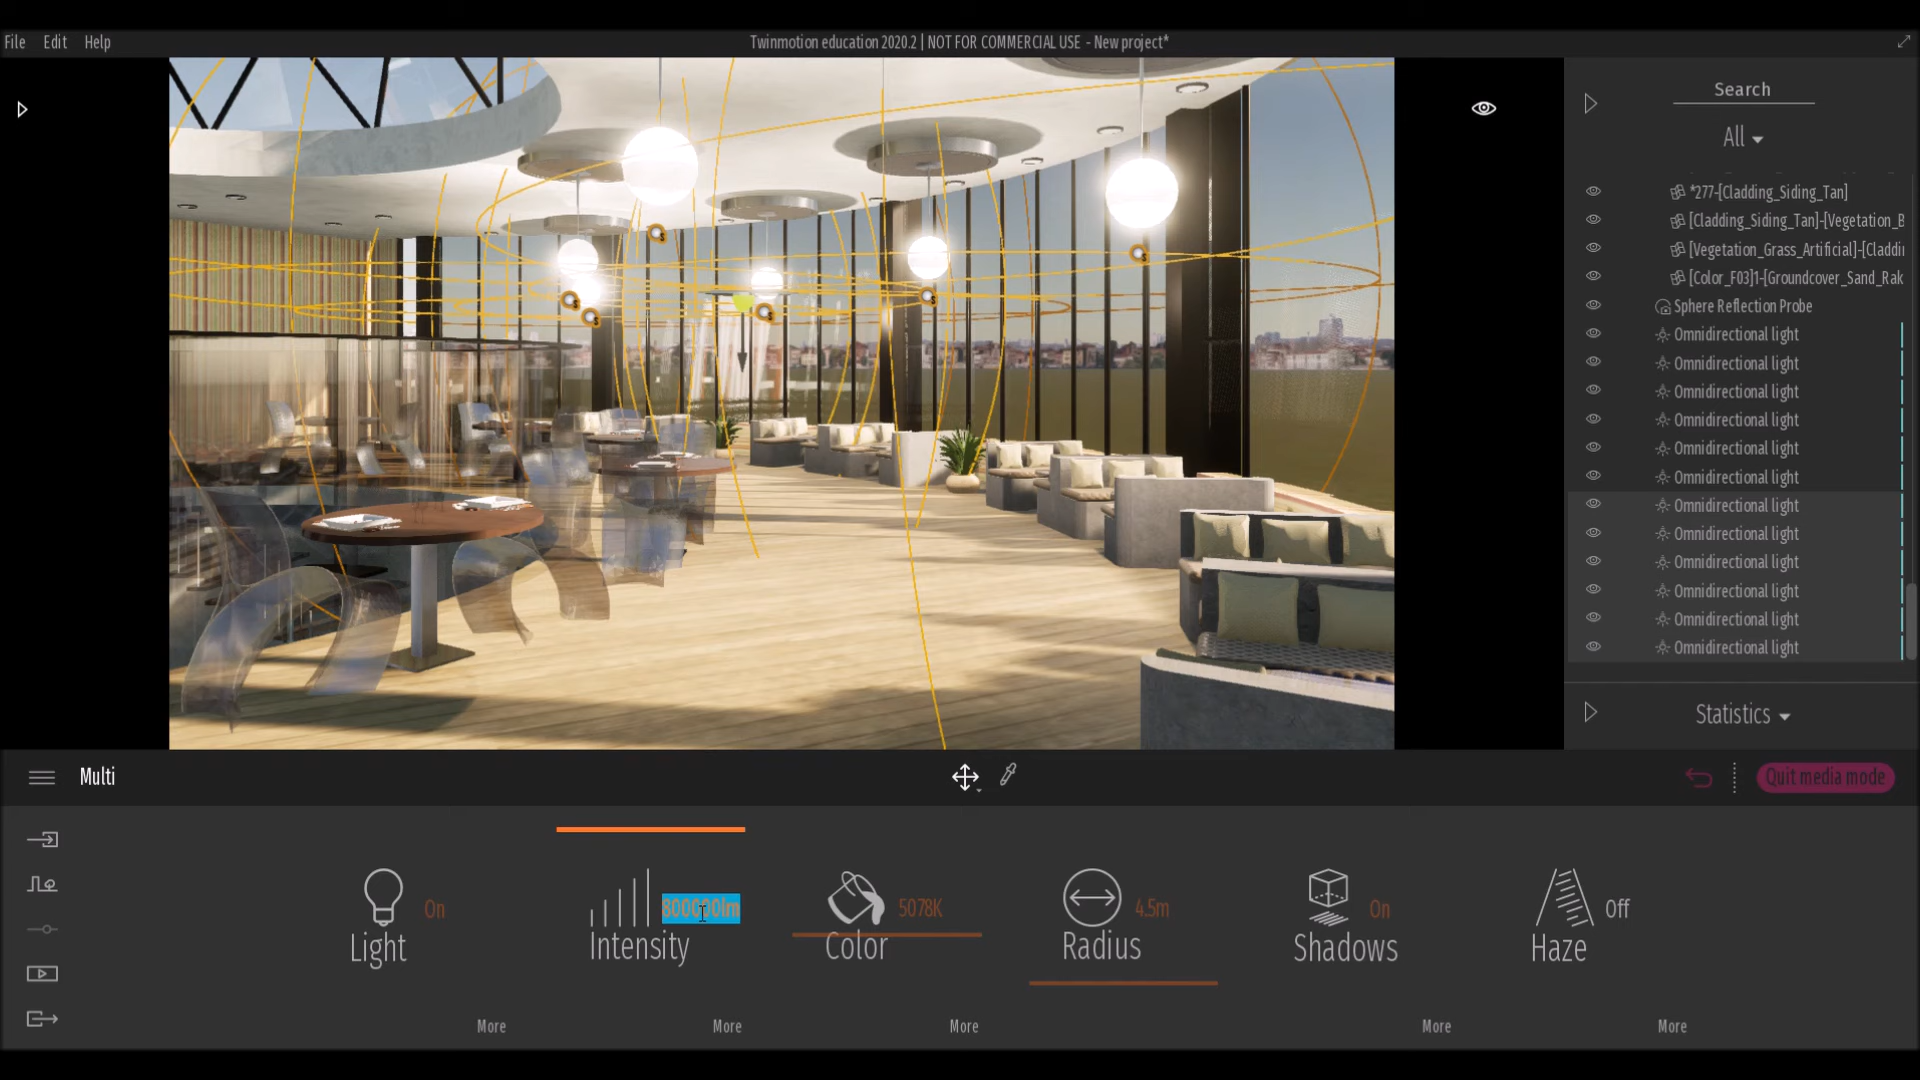 File Edit Help
Twinmotion education 2020.2 | NOT FOR COMMERCIAL USE - New project*
Search
All
*277-[Cladding_Siding_Tan]
[Cladding_Siding_Tan]-[Vegetation_B
[Vegetation_Grass_Artificial]-[Claddin
[Color_F03]1-[Groundcover_Sand_Rak
Sphere Reflection Probe
Omnidirectional light
Omnidirectional light
Omnidirectional light
Omnidirectional light
Omnidirectional light
Omnidirectional light
Omnidirectional light
Omnidirectional light
Omnidirectional light
Omnidirectional light
Omnidirectional light
Omnidirectional light
Statistics
Multi
Quit media mode
Light On
Intensity 800000lm
Color 5078K
Radius 4.5m
Shadows On
Haze Off
More More More More More